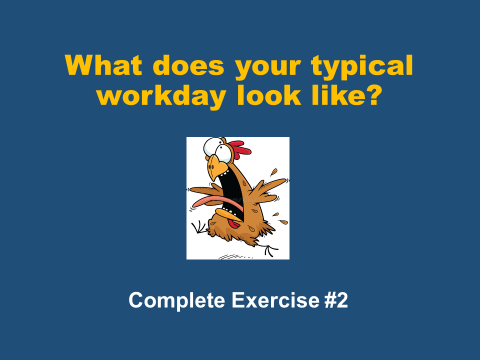 What does your typical
workday look like?
Complete Exercise #2